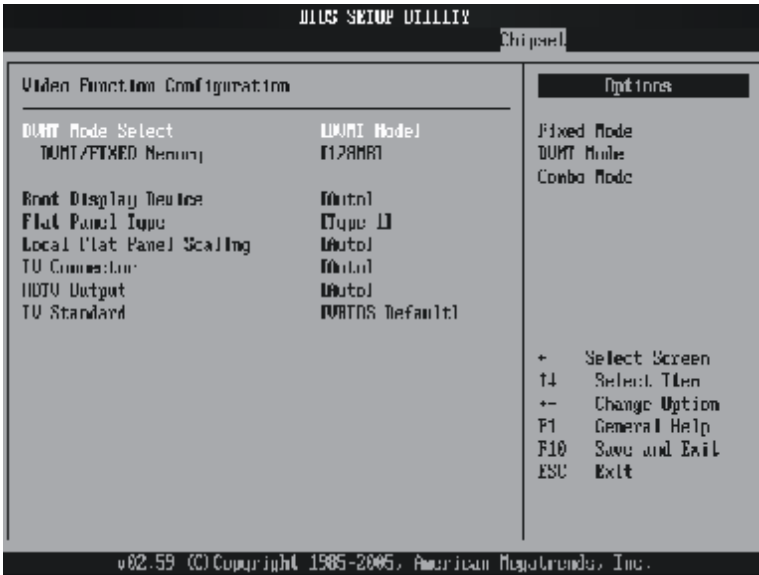 BIOS SETUP UTILITY
Chipset
Video Function Configuration
DVMT Mode Select [DVMT Mode]
DVMT/FIXED Memory [128MB]
Boot Display Device [Auto]
Flat Panel Type [Type 1]
Local Flat Panel Scaling [Auto]
TV Connector [Auto]
HDTV Output [Auto]
TV Standard [VBIOS Default]
Options
Fixed Mode
DVMT Mode
Combo Mode
← Select Screen
↑↓ Select Item
+- Change Option
F1 General Help
F10 Save and Exit
ESC Exit
v02.59 (C)Copyright 1985-2005, American Megatrends, Inc.